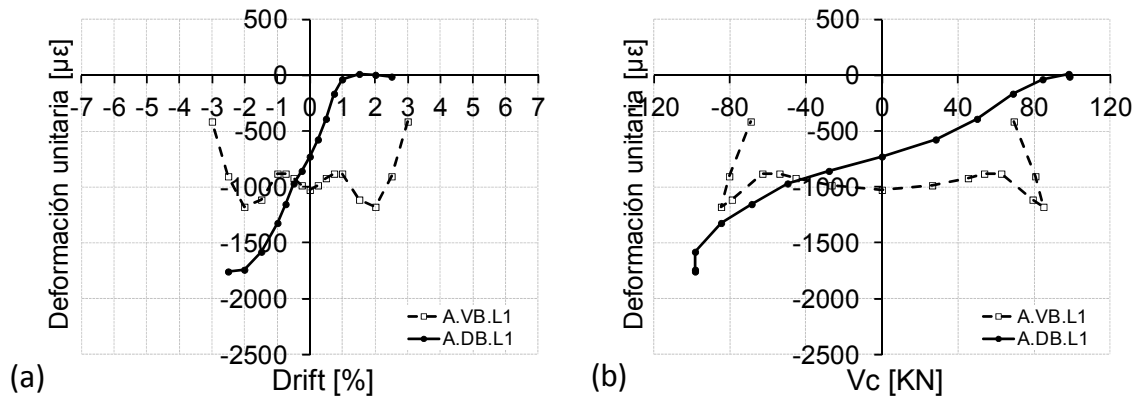 500
0
-7 -6 -5 -4 -3 -2 -1 0 1 2 3 4 5 6 7
-500
-1000
-1500
-2000
-2500
Deformación unitaria [με]
A.VB.L1
A.DB.L1
(a)
Drift [%]
500
0
-120 -80 -40 0 40 80 120
-500
-1000
-1500
-2000
-2500
Deformación unitaria [με]
A.VB.L1
A.DB.L1
(b)
Vc [KN]